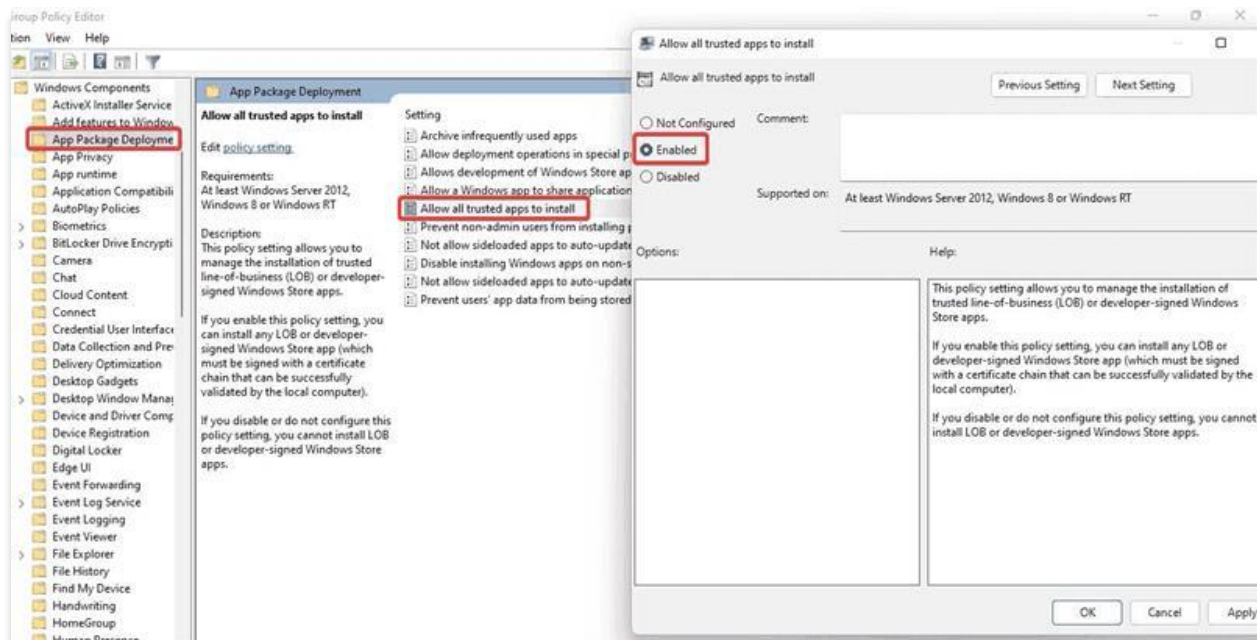 Group Policy Editor
tion View Help
Windows Components
ActiveX Installer Service
Add features to Window
App Package Deployme
App Privacy
App runtime
Application Compatibili
AutoPlay Policies
Biometrics
BitLocker Drive Encrypti
Camera
Chat
Cloud Content
Connect
Credential User Interface
Data Collection and Pre
Delivery Optimization
Desktop Gadgets
Desktop Window Manag
Device and Driver Comp
Device Registration
Digital Locker
Edge UI
Event Forwarding
Event Log Service
Event Logging
Event Viewer
File Explorer
File History
Find My Device
Handwriting
HomeGroup
Human Presence
App Package Deployment
Allow all trusted apps to install
Edit policy setting
Requirements:
At least Windows Server 2012,
Windows 8 or Windows RT
Description:
This policy setting allows you to
manage the installation of trusted
line-of-business (LOB) or developer-
signed Windows Store apps.
If you enable this policy setting, you
can install any LOB or developer-
signed Windows Store app (which
must be signed with a certificate
chain that can be successfully
validated by the local computer).
If you disable or do not configure this
policy setting, you cannot install LOB
or developer-signed Windows Store
apps.
Setting
Archive infrequently used apps
Allow deployment operations in special p
Allows development of Windows Store ap
Allow a Windows app to share application
Allow all trusted apps to install
Prevent non-admin users from installing p
Not allow sideloaded apps to auto-update
Disable installing Windows apps on non-s
Not allow sideloaded apps to auto-update
Prevent users' app data from being stored
Allow all trusted apps to install
Allow all trusted apps to install
Previous Setting Next Setting
Not Configured Comment:
Enabled
Disabled
Supported on: At least Windows Server 2012, Windows 8 or Windows RT
Options: Help:
This policy setting allows you to manage the installation of
trusted line-of-business (LOB) or developer-signed Windows
Store apps.
If you enable this policy setting, you can install any LOB or
developer-signed Windows Store app (which must be signed
with a certificate chain that can be successfully validated by the
local computer).
If you disable or do not configure this policy setting, you cannot
install LOB or developer-signed Windows Store apps.
OK Cancel Apply